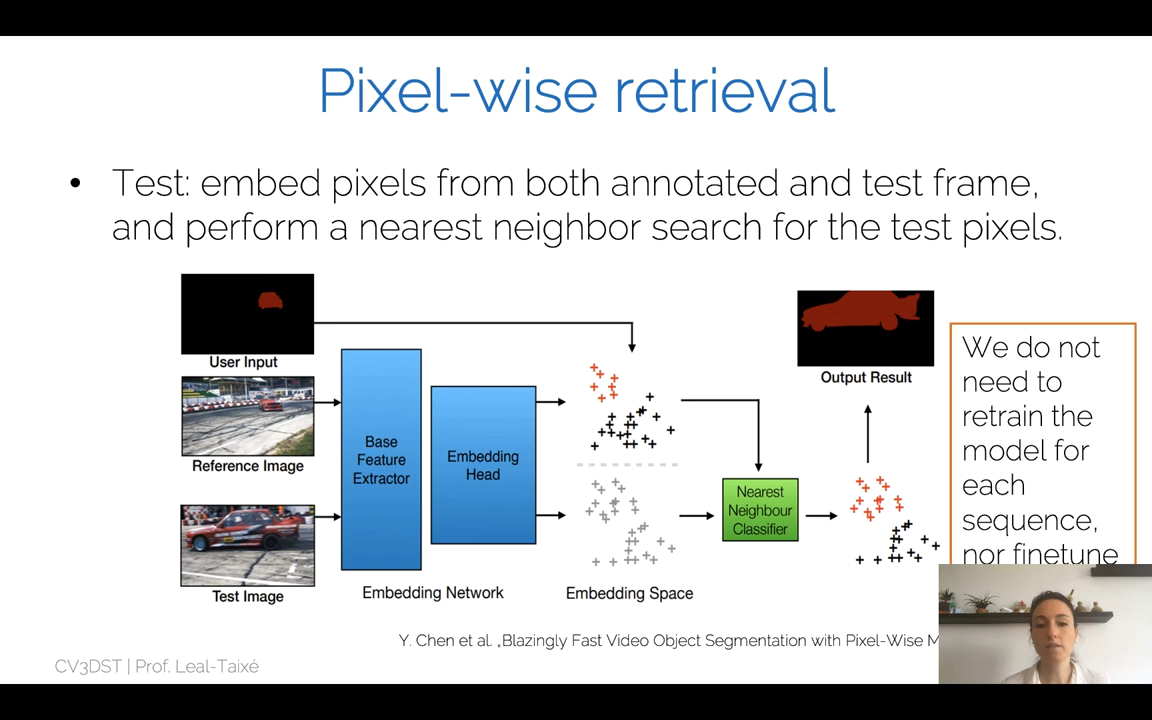 Pixel-wise retrieval
• Test: embed pixels from both annotated and test frame,
and perform a nearest neighbor search for the test pixels.
User Input
Reference Image
Test Image
Base
Feature
Extractor
Embedding
Head
Embedding Network
Embedding Space
Nearest
Neighbour
Classifier
Output Result
We do not
need to
retrain the
model for
each
sequence,
nor finetune
Y. Chen et al. „Blazingly Fast Video Object Segmentation with Pixel-Wise
CV3DST | Prof. Leal-Taixé